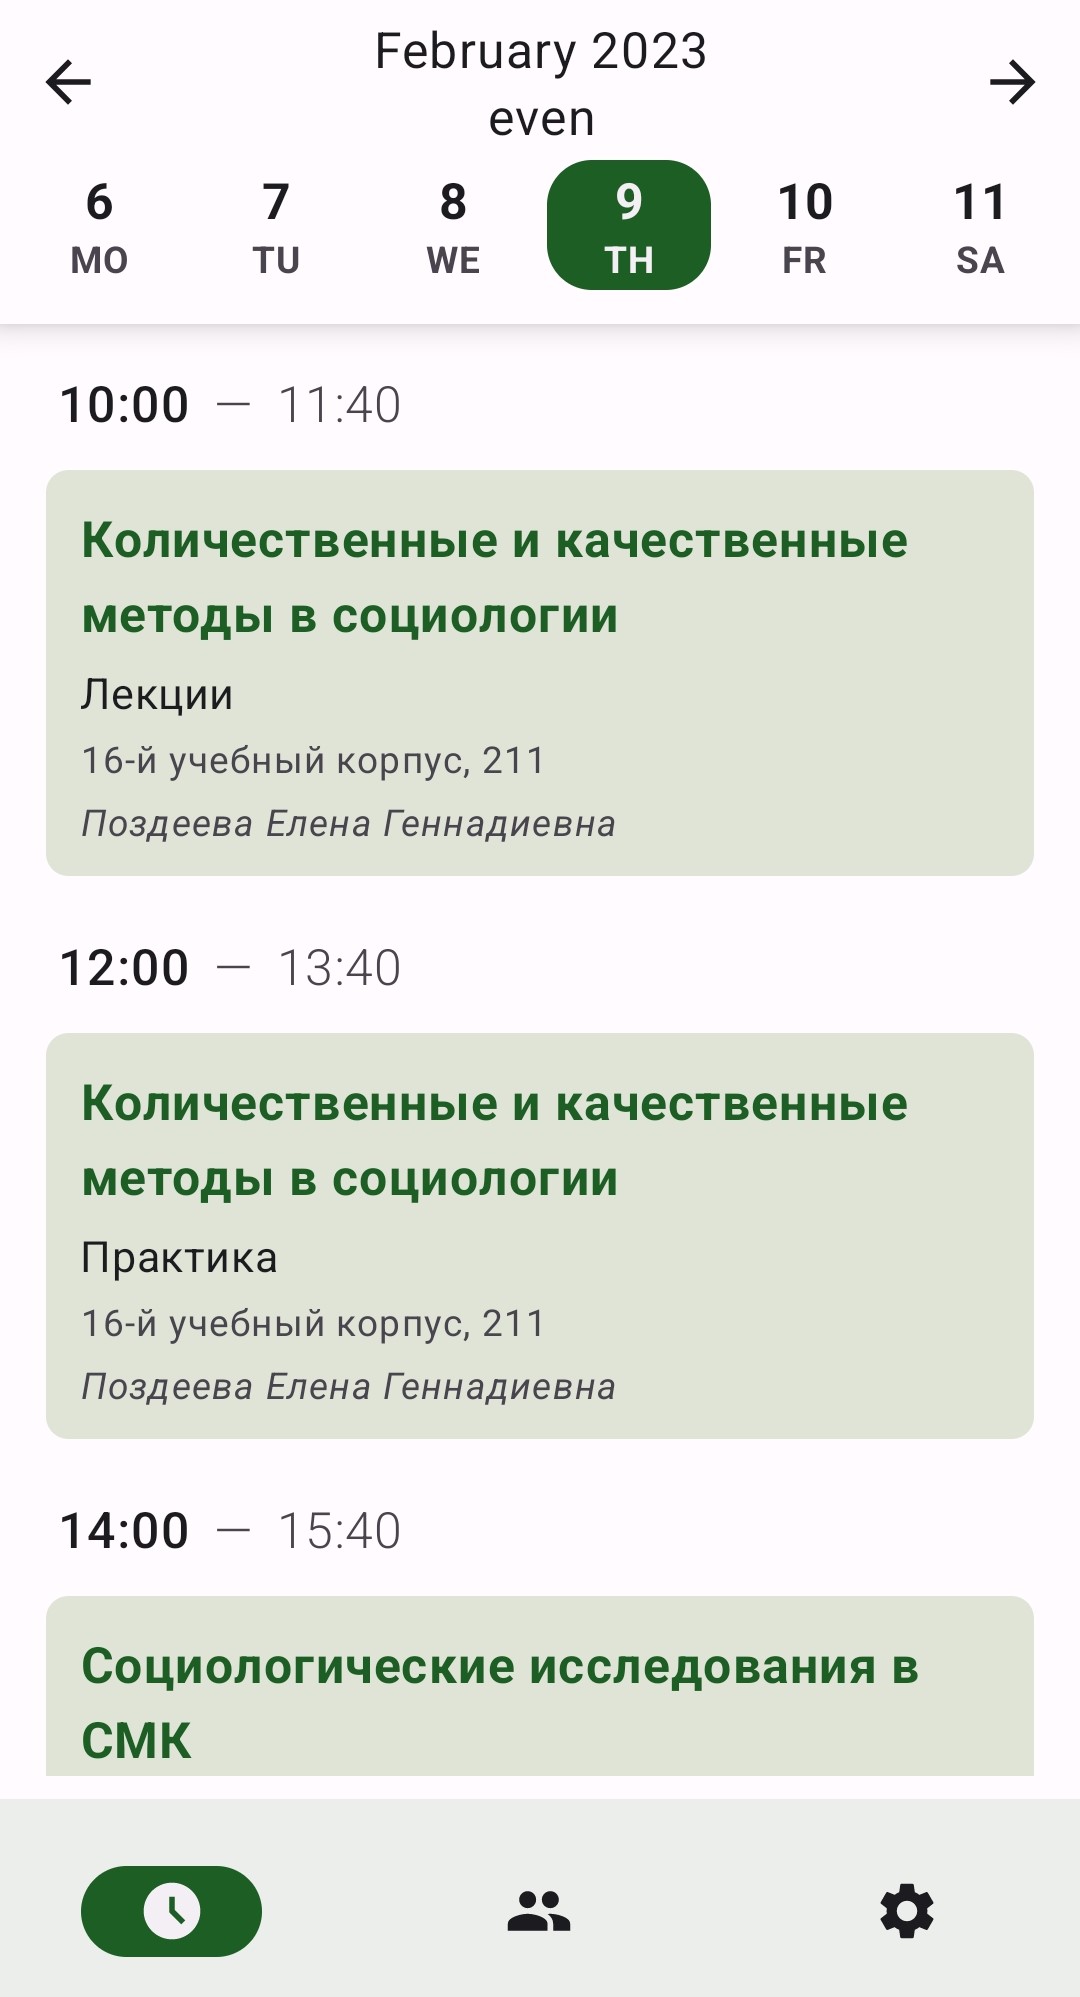 February 2023
even
6 7 8 9 10 11
MO TU WE TH FR SA
10:00 — 11:40
Количественные и качественные
методы в социологии
Лекции
16-й учебный корпус, 211
Поздеева Елена Геннадиевна
12:00 — 13:40
Количественные и качественные
методы в социологии
Практика
16-й учебный корпус, 211
Поздеева Елена Геннадиевна
14:00 — 15:40
Социологические исследования в
СМК